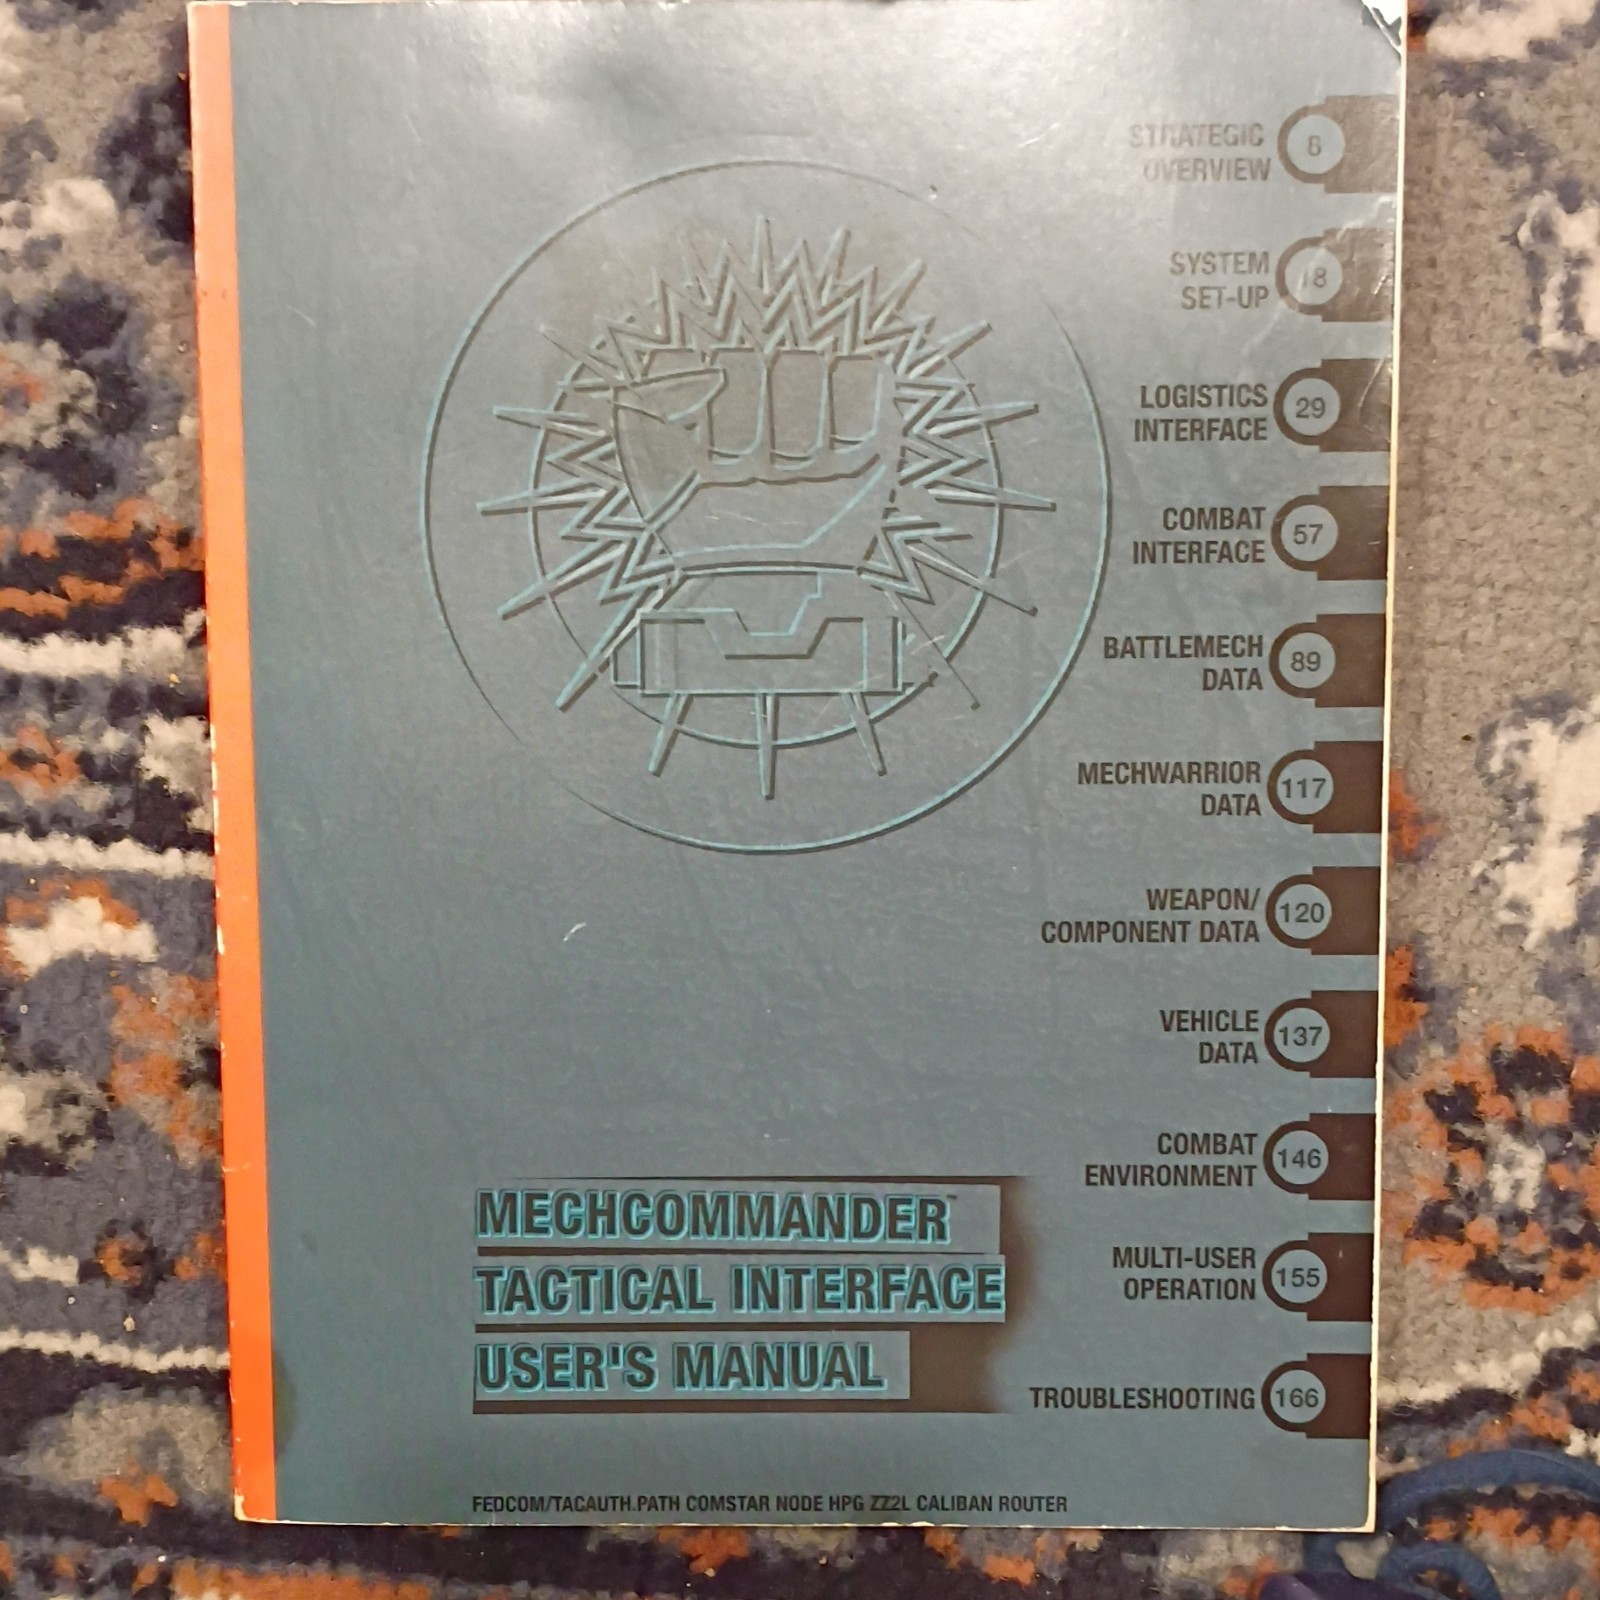 STRATEGIC
OVERVIEW
8
SYSTEM
SET-UP
18
LOGISTICS
INTERFACE
29
COMBAT
INTERFACE
57
BATTLEMECH
DATA
89
MECHWARRIOR
DATA
117
WEAPON/
COMPONENT DATA
120
VEHICLE
DATA
137
COMBAT
ENVIRONMENT
146
MULTI-USER
OPERATION
155
TROUBLESHOOTING
166
MECHCOMMANDER™
TACTICAL INTERFACE
USER'S MANUAL
FEDCOM/TACAUTH.PATH COMSTAR NODE HPG ZZ2L CALIBAN ROUTER